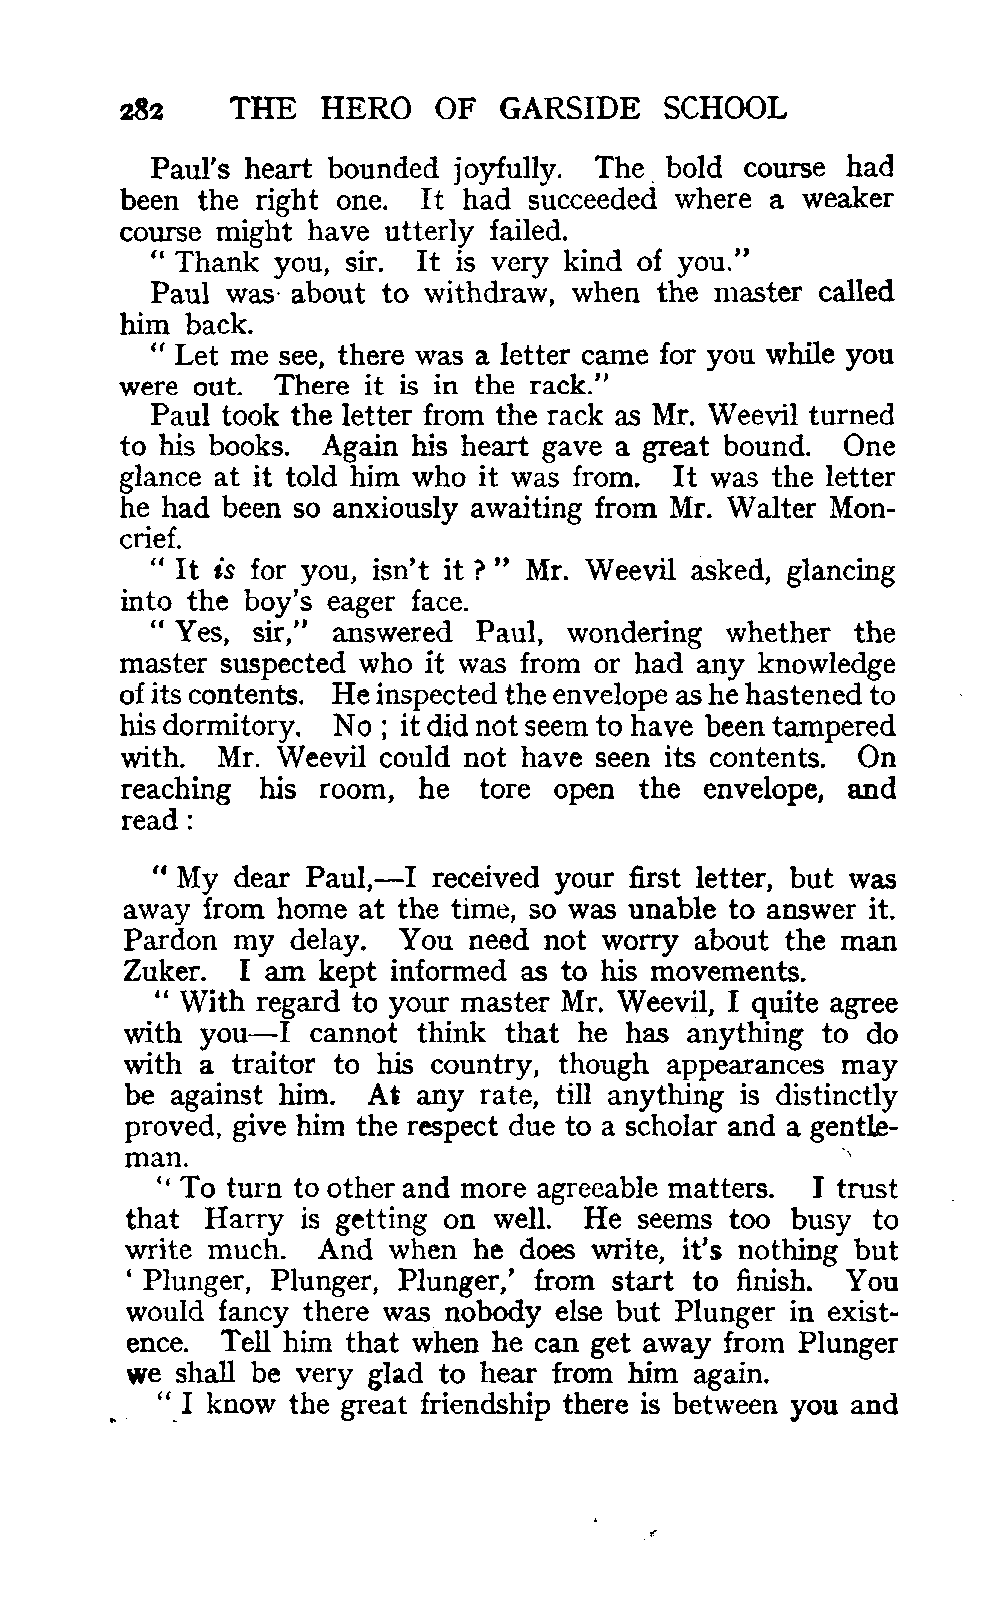 282 THE HERO OF GARSIDE SCHOOL
Paul's heart bounded joyfully. The bold course had
been the right one. It had succeeded where a weaker
course might have utterly failed.
" Thank you, sir. It is very kind of you."
Paul was about to withdraw, when the master called
him back.
" Let me see, there was a letter came for you while you
were out. There it is in the rack."
Paul took the letter from the rack as Mr. Weevil turned
to his books. Again his heart gave a great bound. One
glance at it told him who it was from. It was the letter
he had been so anxiously awaiting from Mr. Walter Mon-
crief.
" It is for you, isn't it ? " Mr. Weevil asked, glancing
into the boy's eager face.
" Yes, sir," answered Paul, wondering whether the
master suspected who it was from or had any knowledge
of its contents. He inspected the envelope as he hastened to
his dormitory. No ; it did not seem to have been tampered
with. Mr. Weevil could not have seen its contents. On
reaching his room, he tore open the envelope, and
read :
" My dear Paul,—I received your first letter, but was
away from home at the time, so was unable to answer it.
Pardon my delay. You need not worry about the man
Zuker. I am kept informed as to his movements.
" With regard to your master Mr. Weevil, I quite agree
with you—I cannot think that he has anything to do
with a traitor to his country, though appearances may
be against him. At any rate, till anything is distinctly
proved, give him the respect due to a scholar and a gentle-
man.
" To turn to other and more agreeable matters. I trust
that Harry is getting on well. He seems too busy to
write much. And when he does write, it's nothing but
' Plunger, Plunger, Plunger,' from start to finish. You
would fancy there was nobody else but Plunger in exist-
ence. Tell him that when he can get away from Plunger
we shall be very glad to hear from him again.
" I know the great friendship there is between you and